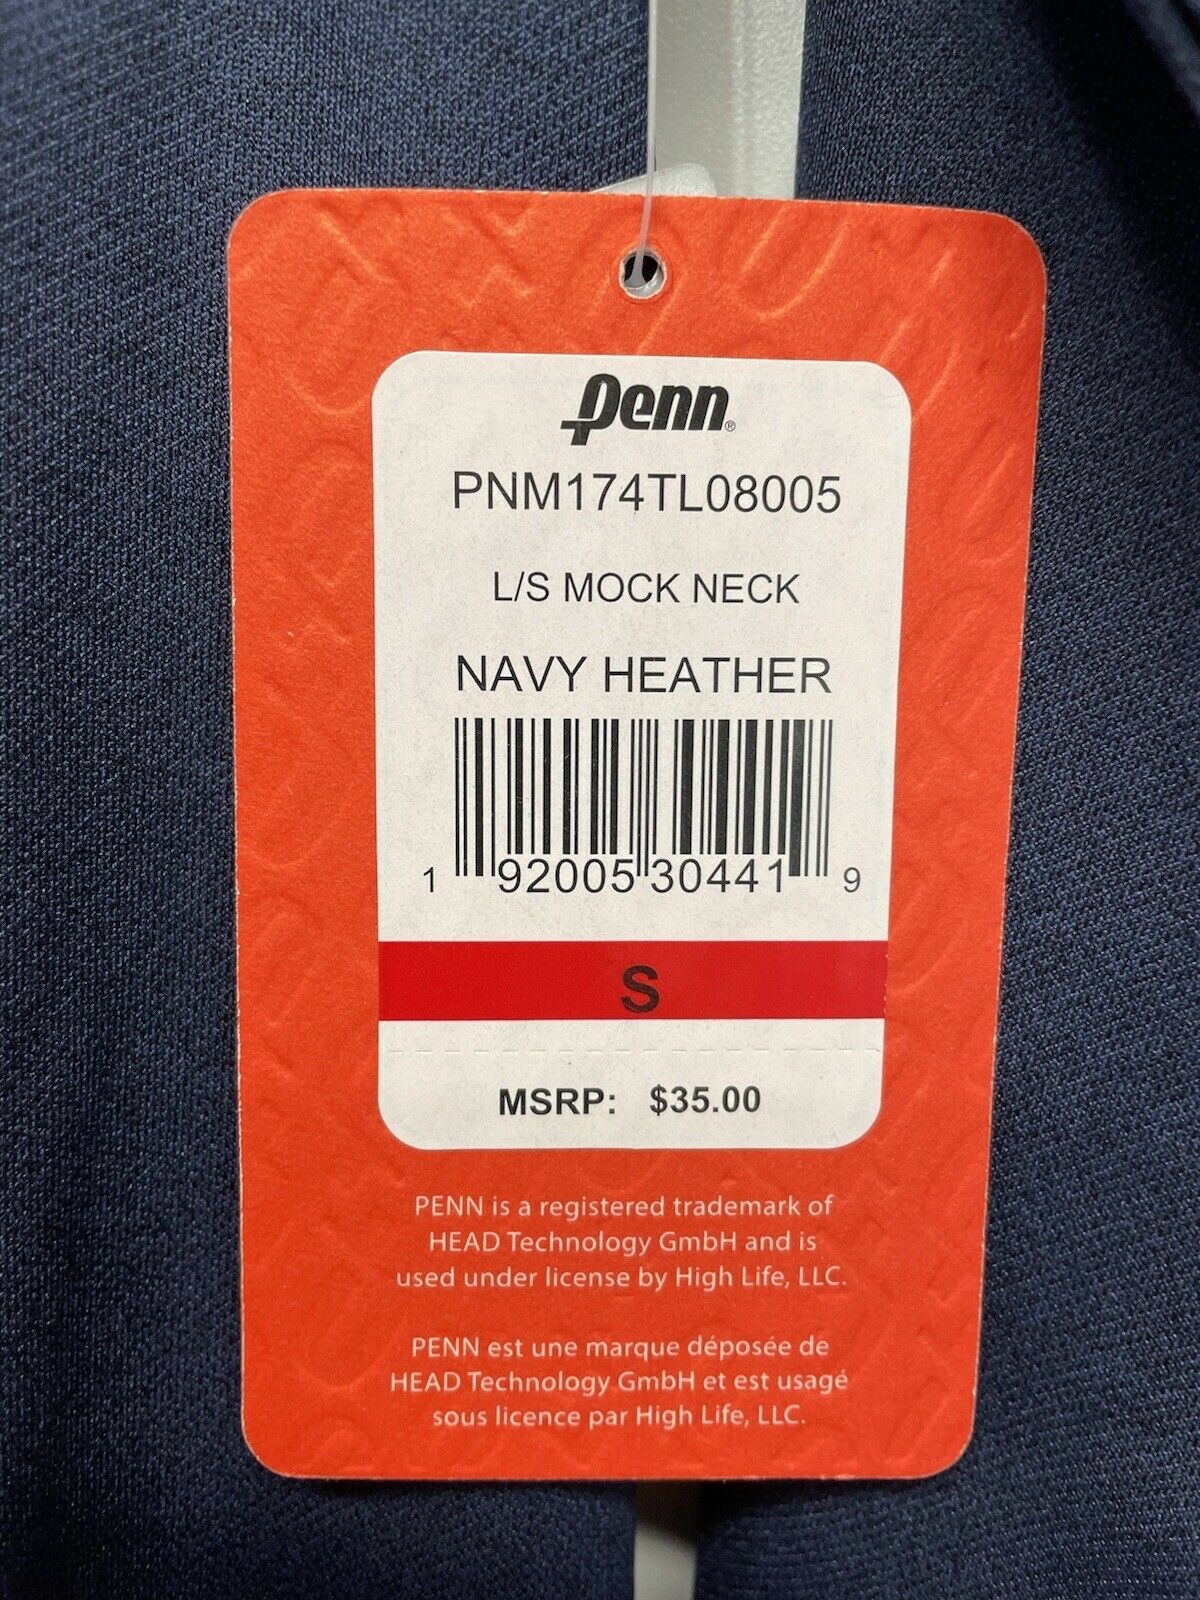 Penn®
PNM174TL08005
L/S MOCK NECK
NAVY HEATHER
1 92005 30441 9
S
MSRP: $35.00
PENN is a registered trademark of
HEAD Technology GmbH and is
used under license by High Life, LLC.
PENN est une marque déposée de
HEAD Technology GmbH et est usagé
sous licence par High Life, LLC.